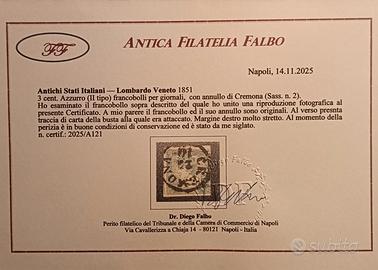 FF
ANTICA FILATELIA FALBO
Napoli, 14.11.2025
Antichi Stati Italiani — Lombardo Veneto 1851
3 cent. Azzurro (II tipo) francobolli per giornali, con annullo di Cremona (Sass. n. 2).
Ho esaminato il francobollo sopra descritto del quale ho unito una riproduzione fotografica al
presente Certificato. A mio parere il francobollo ed il suo annullo sono originali. Al verso presenta
traccia di carta della busta alla quale era attaccato. Margine destro molto stretto. Al momento della
perizia è in buone condizioni di conservazione ed è stato da me siglato.
n. certif.: 2025/A121
Dr. Diego Falbo
Perito filatelico del Tribunale e della Camera di Commercio di Napoli
Via Cavallerizza a Chiaja 14 - 80121 Napoli - Italia
subito